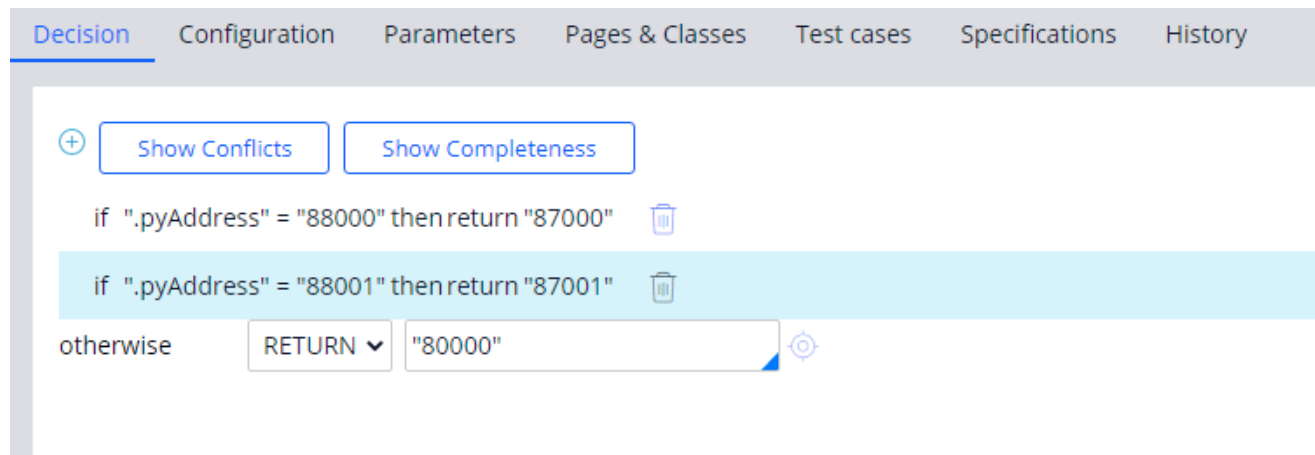 Decision Configuration Parameters Pages & Classes Test cases Specifications History
Show Conflicts Show Completeness
if ".pyAddress" = "88000" then return "87000"
if ".pyAddress" = "88001" then return "87001"
otherwise RETURN "80000"